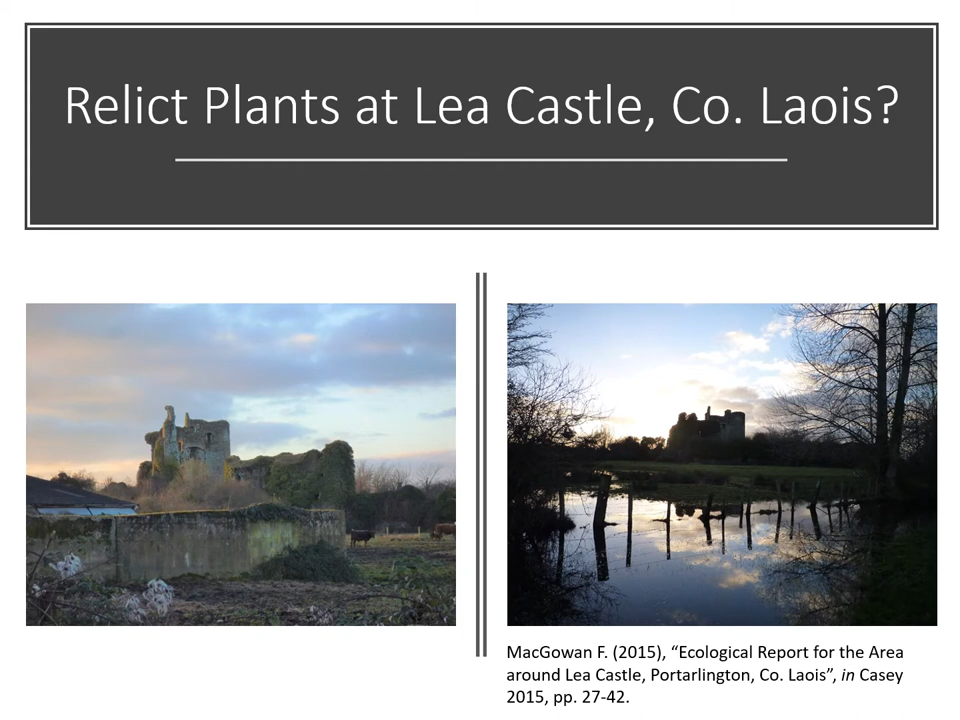 Relict Plants at Lea Castle, Co. Laois?
MacGowan F. (2015), “Ecological Report for the Area
around Lea Castle, Portarlington, Co. Laois”, in Casey
2015, pp. 27-42.